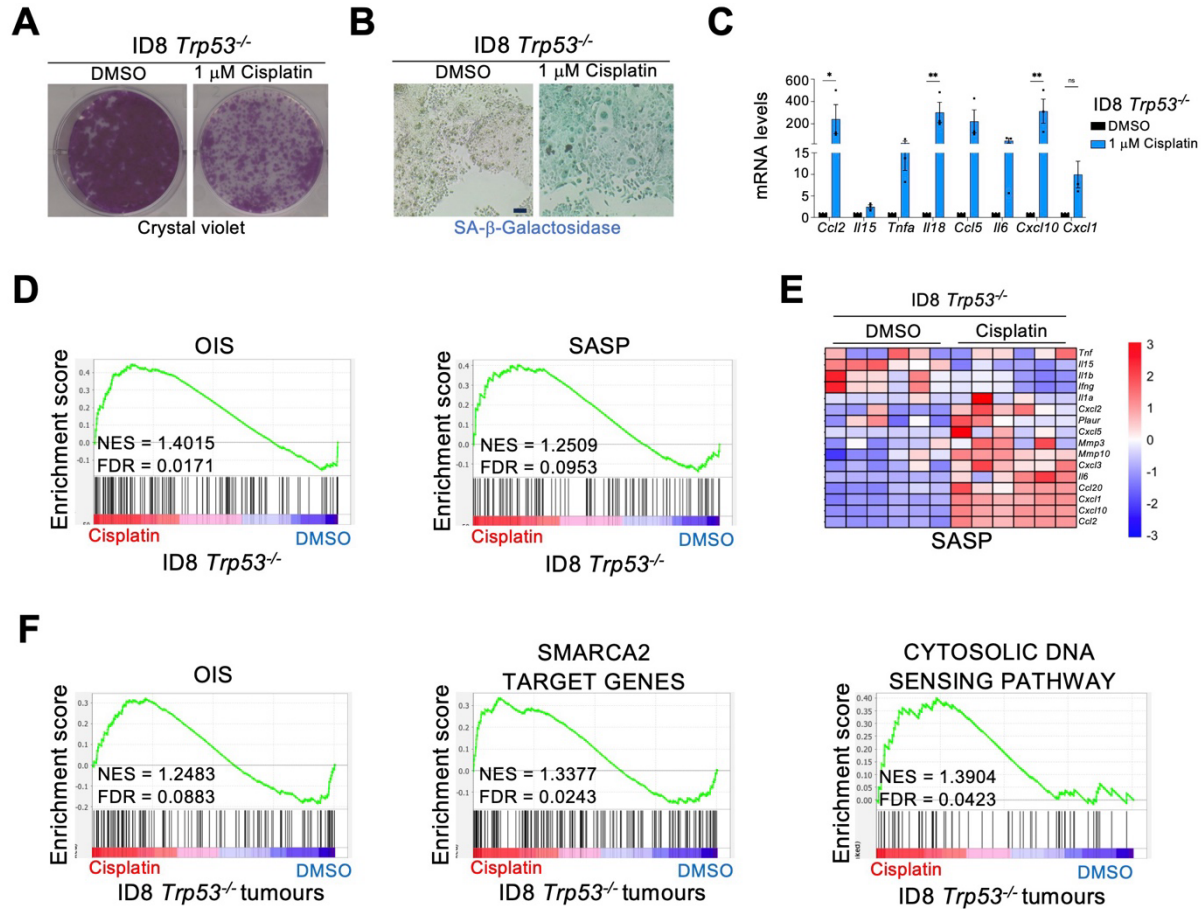 A
ID8 Trp53-/-
DMSO
1 μM Cisplatin
Crystal violet
B
ID8 Trp53-/-
DMSO
1 μM Cisplatin
SA-β-Galactosidase
C
mRNA levels
600
400
200
15
10
5
0
*
**
**
ns
Ccl2 Il15 Tnfa Il18 Ccl5 Il6 Cxcl10 Cxcl1
ID8 Trp53-/-
DMSO
1 μM Cisplatin
D
OIS
Enrichment score
0.4
0.3
0.2
0.1
0.0
-0.1
NES = 1.4015
FDR = 0.0171
Cisplatin
DMSO
ID8 Trp53-/-
SASP
Enrichment score
0.4
0.3
0.2
0.1
0.0
-0.1
NES = 1.2509
FDR = 0.0953
Cisplatin
DMSO
ID8 Trp53-/-
E
ID8 Trp53-/-
DMSO
Cisplatin
Tnf
Il15
Il1b
Ifng
Il1a
Cxcl2
Plaur
Cxcl5
Mmp3
Mmp10
Cxcl3
Il6
Ccl20
Cxcl1
Cxcl10
Ccl2
SASP
3
2
1
0
-1
-2
-3
F
OIS
Enrichment score
0.3
0.2
0.1
0.0
-0.1
-0.2
NES = 1.2483
FDR = 0.0883
Cisplatin
DMSO
ID8 Trp53-/- tumours
SMARCA2
TARGET GENES
Enrichment score
0.3
0.2
0.1
0.0
-0.1
NES = 1.3377
FDR = 0.0243
Cisplatin
DMSO
ID8 Trp53-/- tumours
CYTOSOLIC DNA
SENSING PATHWAY
Enrichment score
0.40
0.35
0.30
0.25
0.20
0.15
0.10
0.05
0.00
NES = 1.3904
FDR = 0.0423
Cisplatin
DMSO
ID8 Trp53-/- tumours